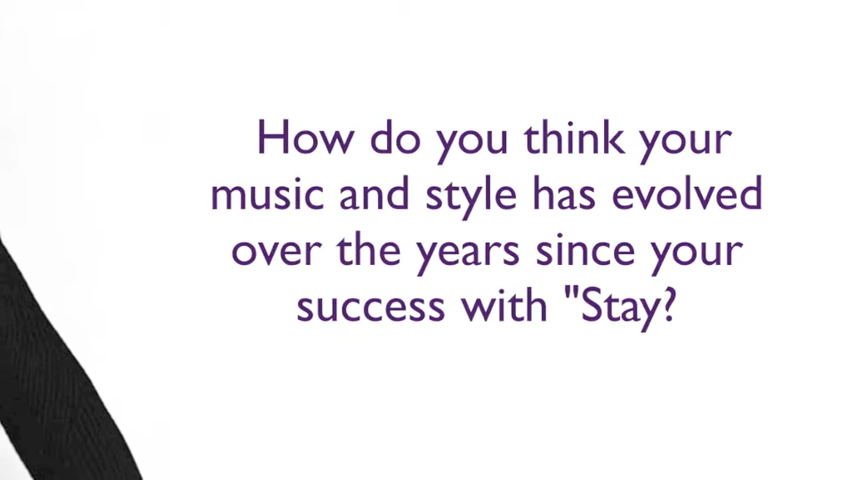 How do you think your
music and style has evolved
over the years since your
success with "Stay?